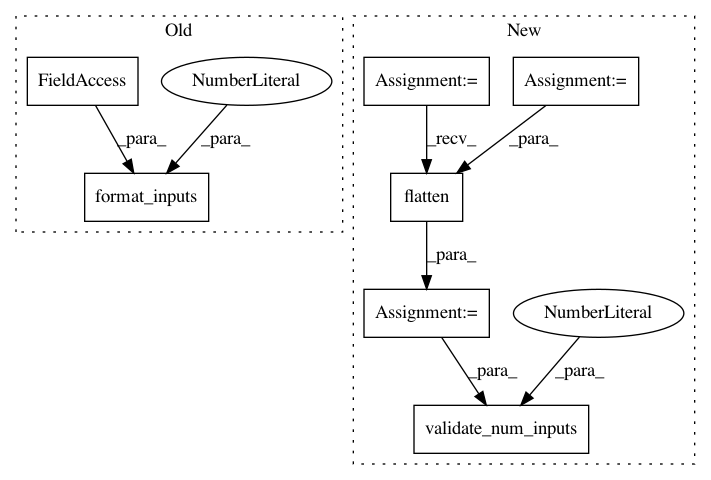 Old
New
FieldAccess
NumberLiteral
Assignment:=
Assignment:=
_para_
_para_
_recv_
_para_
format_inputs
flatten
_para_
Assignment:=
NumberLiteral
_para_
_para_
validate_num_inputs